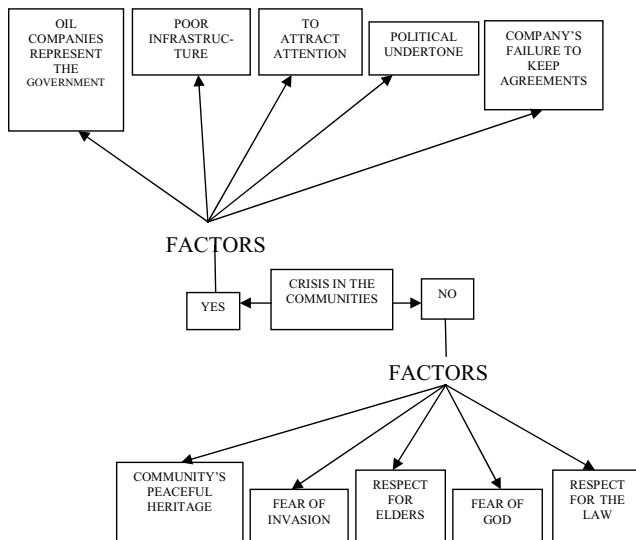 OIL
COMPANIES
REPRESENT
THE
GOVERNMENT
POOR
INFRASTRUC-
TURE
TO
ATTRACT
ATTENTION
POLITICAL
UNDERTONE
COMPANY'S
FAILURE TO
KEEP
AGREEMENTS
FACTORS
YES
CRISIS IN THE
COMMUNITIES
NO
FACTORS
COMMUNITY'S
PEACEFUL
HERITAGE
FEAR OF
INVASION
RESPECT
FOR
ELDERS
FEAR OF
GOD
RESPECT
FOR THE
LAW